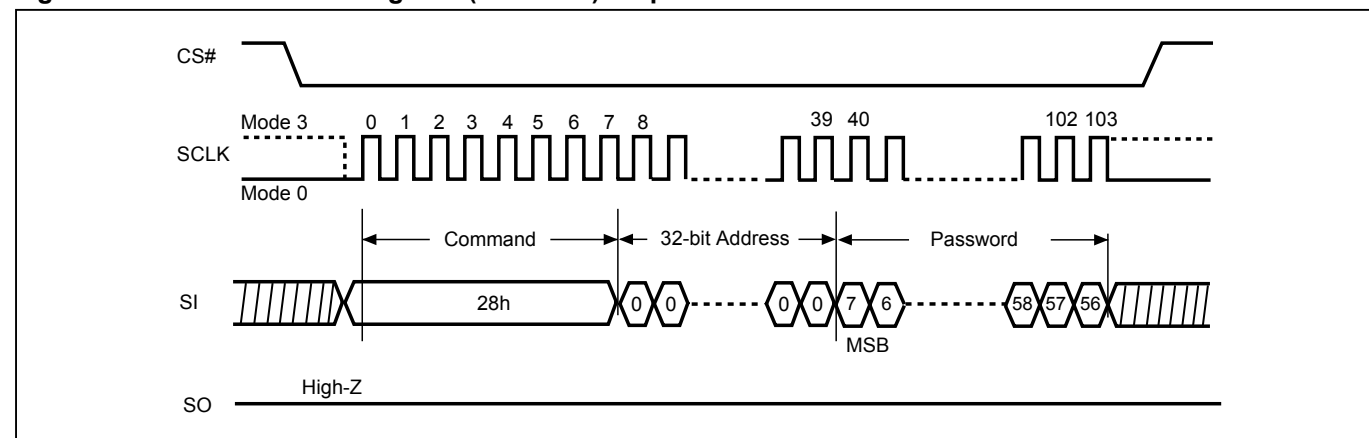 CS#
Mode 3
0 1 2 3 4 5 6 7 8 39 40 102 103
SCLK
Mode 0
Command 32-bit Address Password
SI 28h 0 0 0 0 7 6 58 57 56
MSB
High-Z
SO